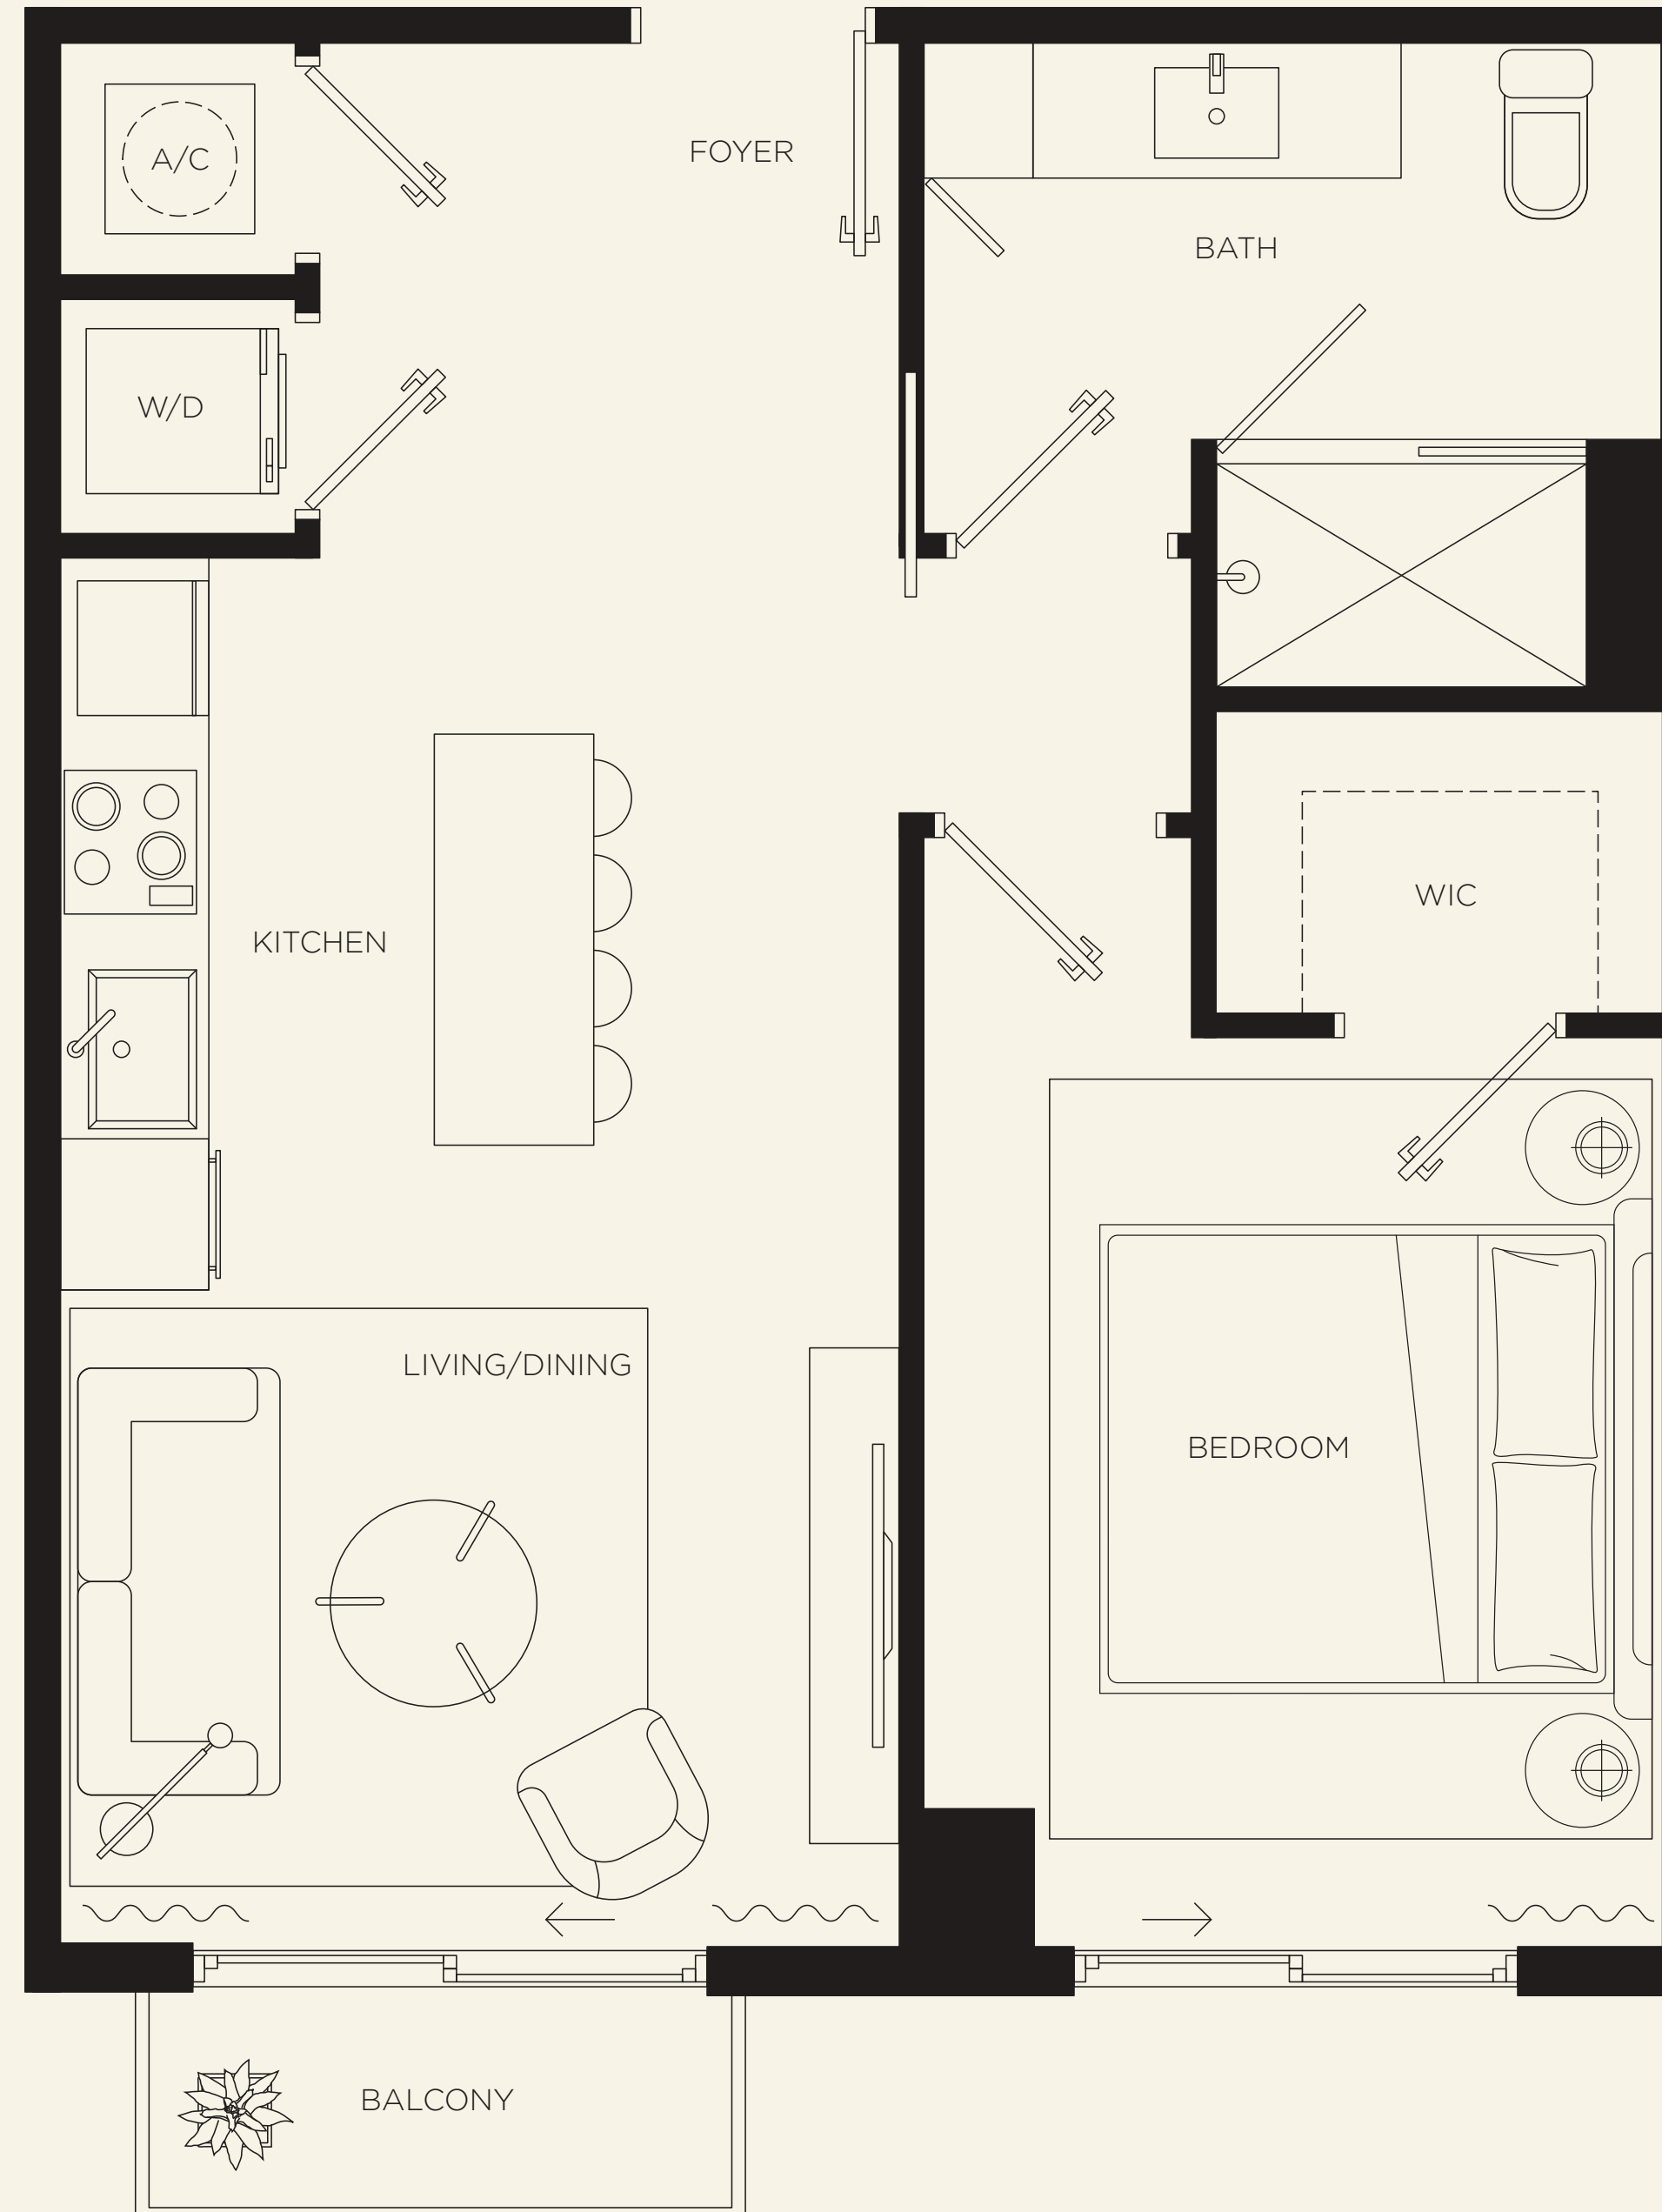 A/C
FOYER
BATH
W/D
WIC
KITCHEN
LIVING/DINING
BEDROOM
BALCONY